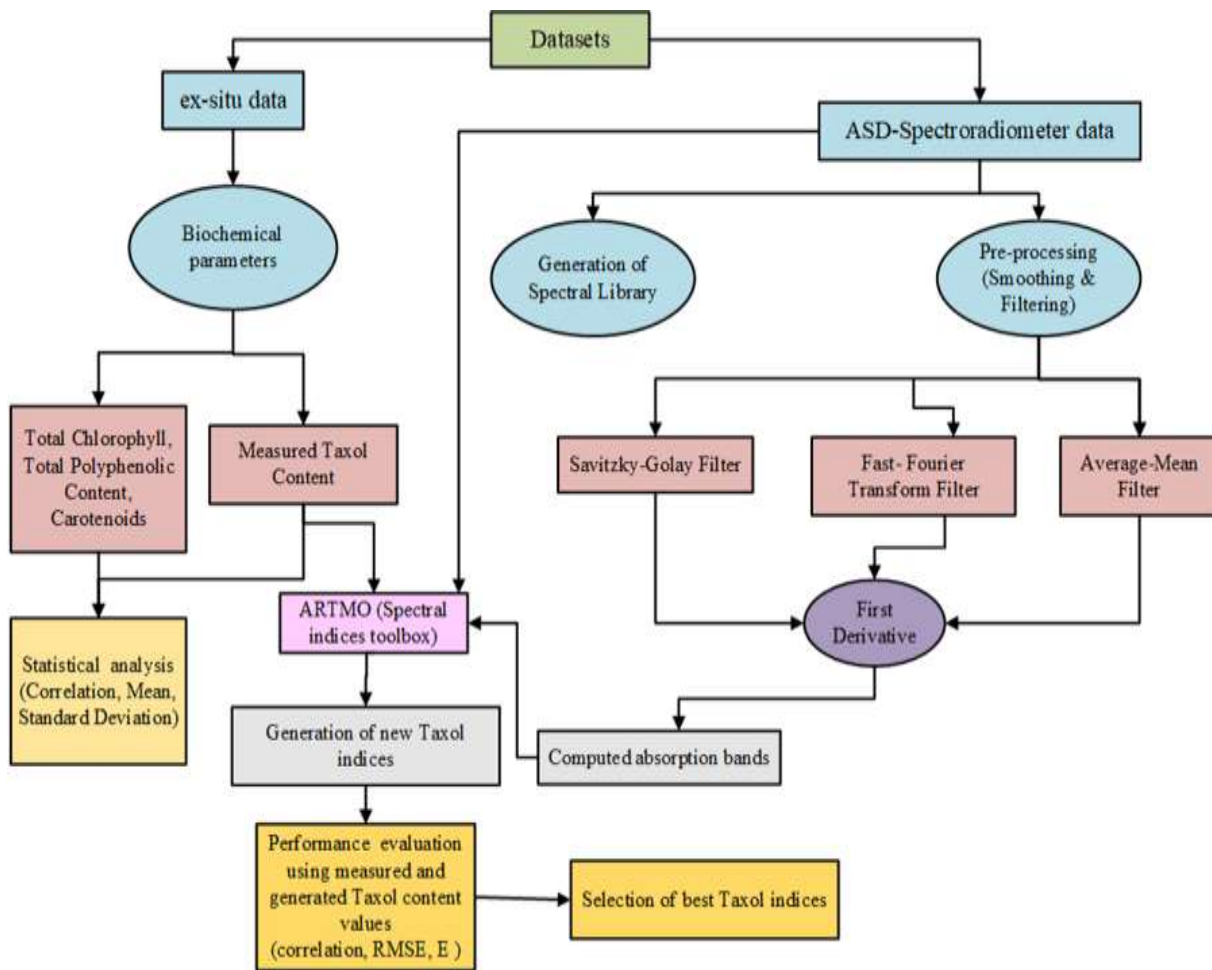 Datasets
ex-situ data
ASD-Spectroradiometer data
Biochemical
parameters
Generation of
Spectral Library
Pre-processing
(Smoothing &
Filtering)
Total Chlorophyll,
Total Polyphenolic
Content,
Carotenoids
Measured Taxol
Content
Savitzky-Golay Filter
Fast- Fourier
Transform Filter
Average-Mean
Filter
ARTMO (Spectral
indices toolbox)
First
Derivative
Statistical analysis
(Correlation, Mean,
Standard Deviation)
Generation of new Taxol
indices
Computed absorption bands
Performance evaluation
using measured and
generated Taxol content
values
(correlation, RMSE, E )
Selection of best Taxol indices